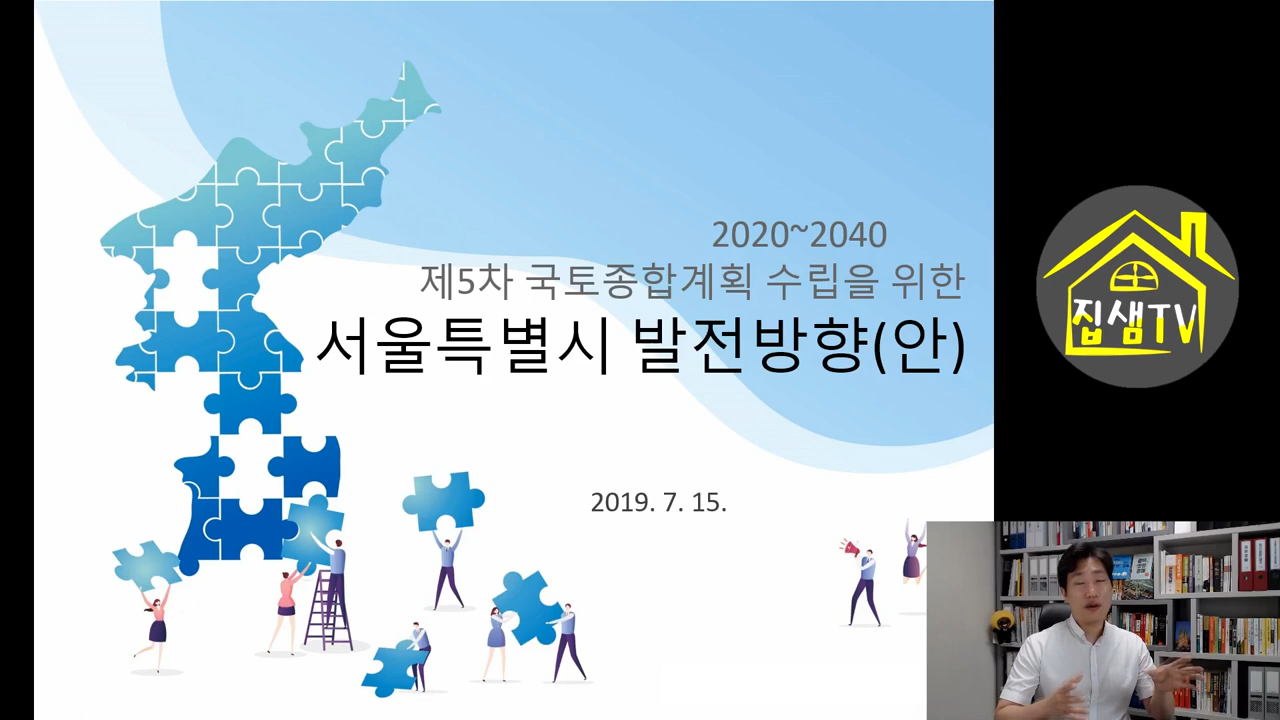 2020~2040
제5차 국토종합계획 수립을 위한
서울특별시 발전방향(안)
2019. 7. 15.
집샘TV